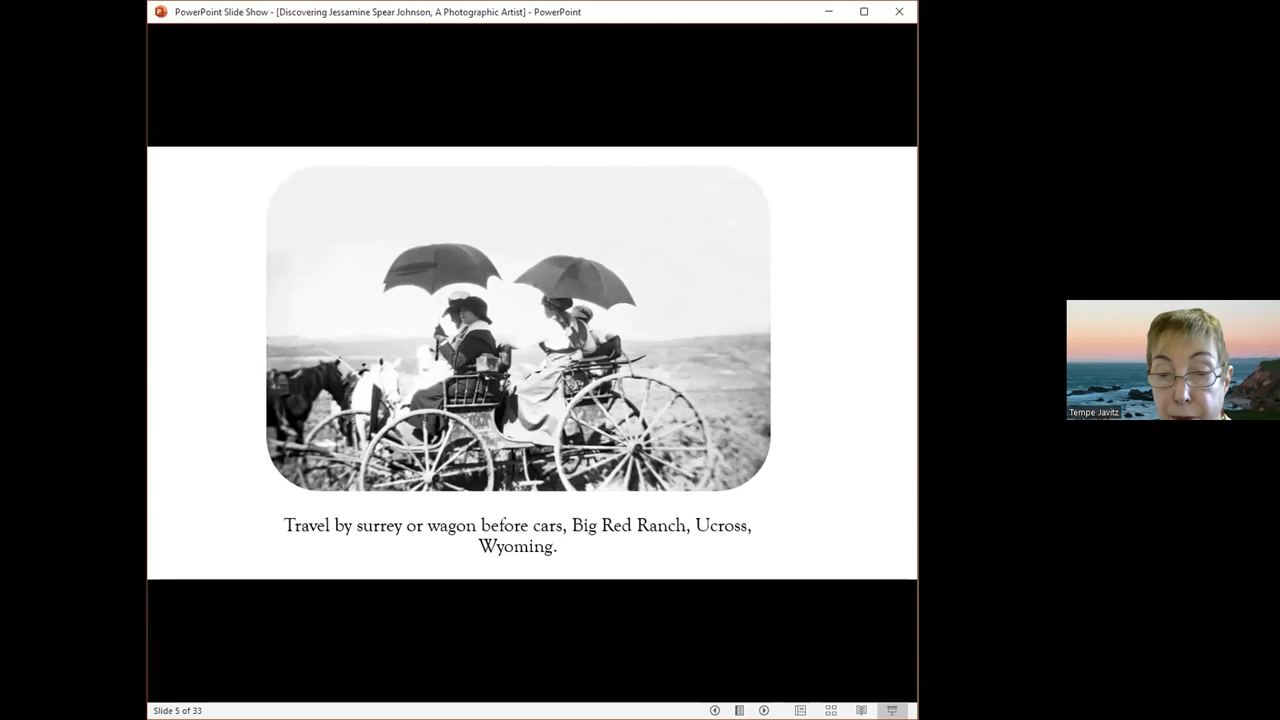 PowerPoint Slide Show - [Discovering Jessamine Spear Johnson, A Photographic Artist] - PowerPoint
Travel by surrey or wagon before cars, Big Red Ranch, Ucross,
Wyoming.
Tempe Javitz
Slide 5 of 33